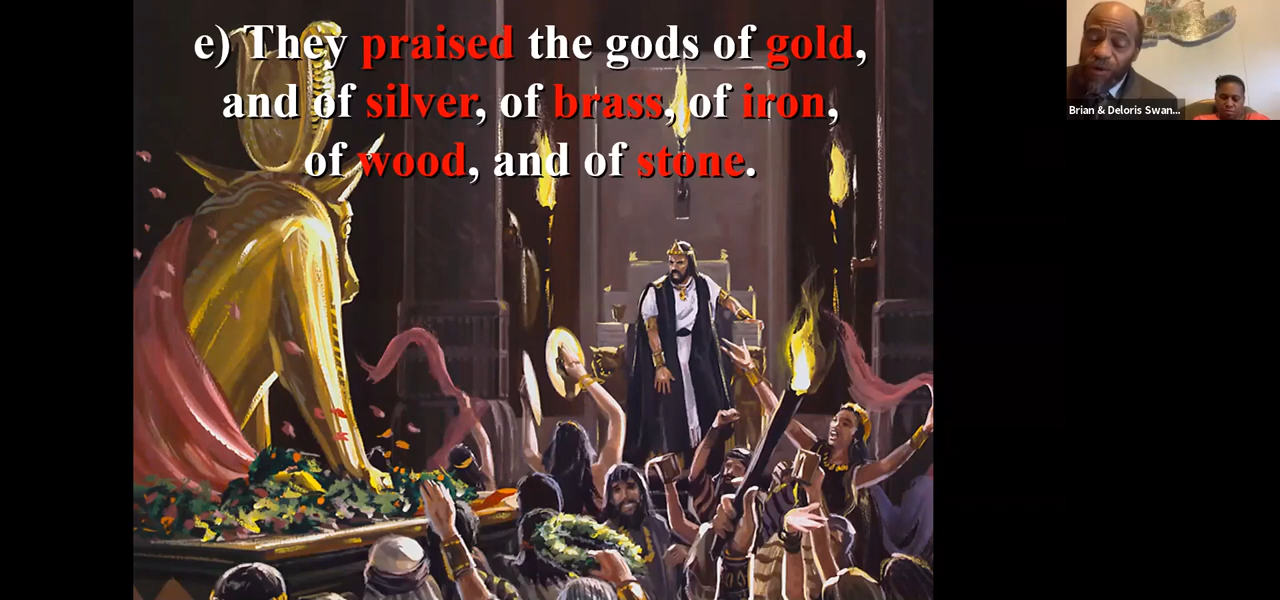 e) They praised the gods of gold,
and of silver, of brass, of iron,
of wood, and of stone.
Brian & Deloris Swan...